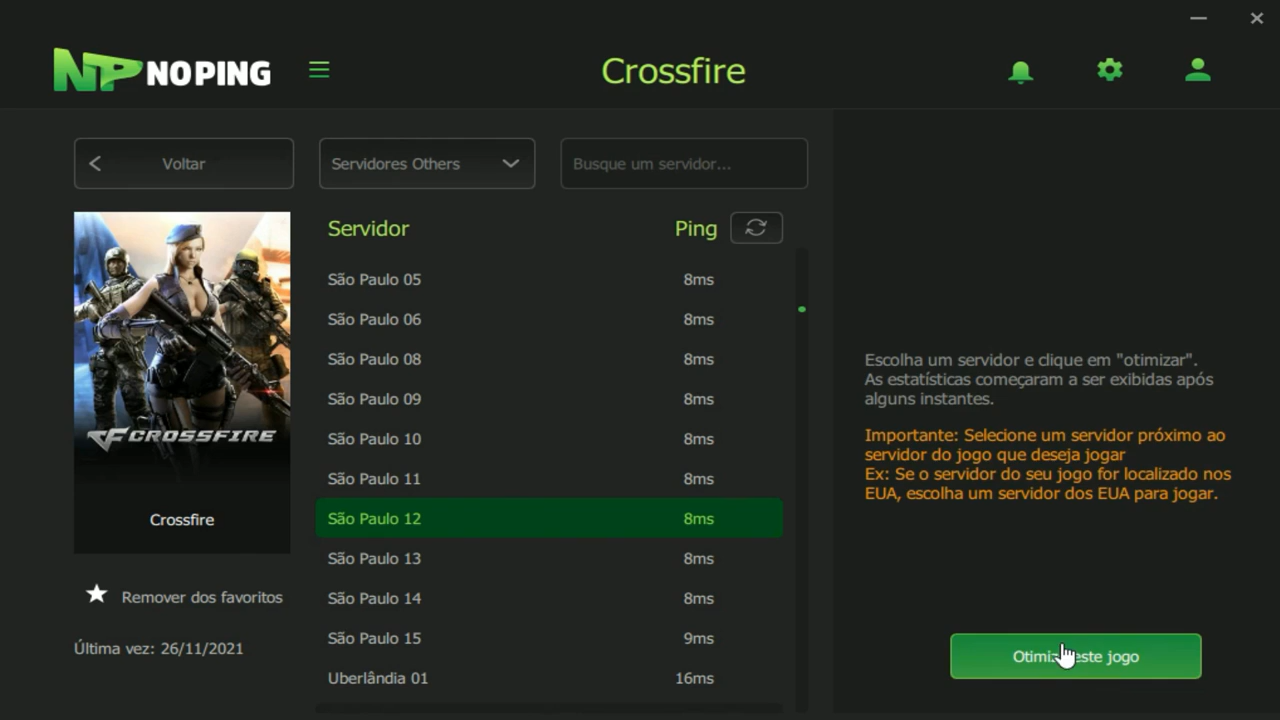 NP NOPING
Crossfire
Voltar
Servidores Others
Busque um servidor...
CF CROSSFIRE
Crossfire
Remover dos favoritos
Última vez: 26/11/2021
Servidor Ping
São Paulo 05 8ms
São Paulo 06 8ms
São Paulo 08 8ms
São Paulo 09 8ms
São Paulo 10 8ms
São Paulo 11 8ms
São Paulo 12 8ms
São Paulo 13 8ms
São Paulo 14 8ms
São Paulo 15 9ms
Uberlândia 01 16ms
Escolha um servidor e clique em "otimizar".
As estatísticas começaram a ser exibidas após
alguns instantes.
Importante: Selecione um servidor próximo ao
servidor do jogo que deseja jogar
Ex: Se o servidor do seu jogo for localizado nos
EUA, escolha um servidor dos EUA para jogar.
este jogo